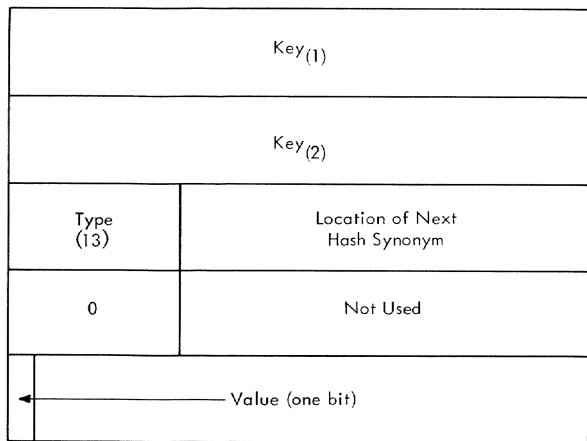 Key(1)
Key(2)
Type
(13)
Location of Next
Hash Synonym
0
Not Used
Value (one bit)